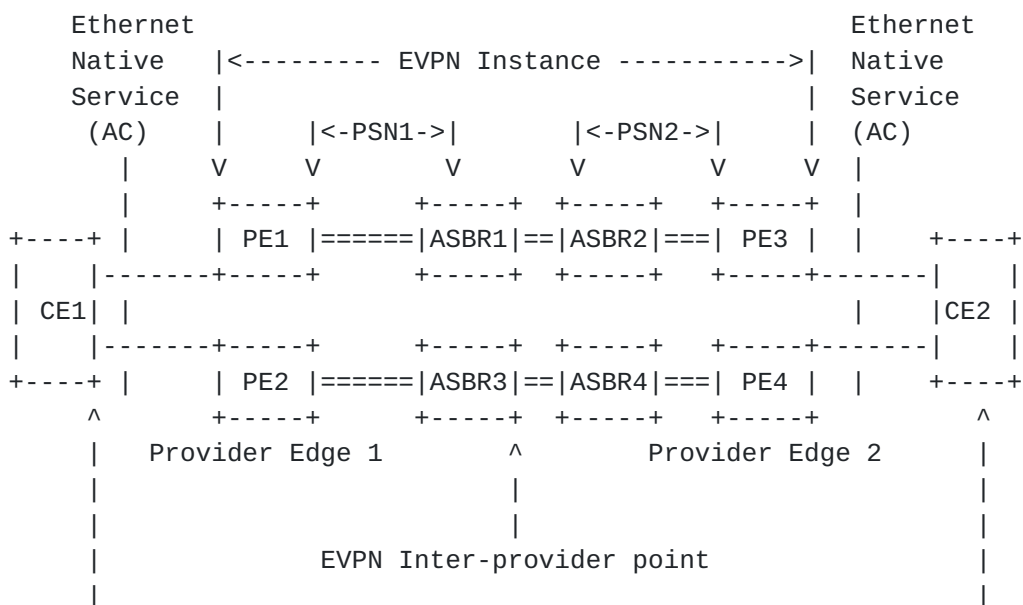 Ethernet                                          Ethernet
    Native   |<--------- EVPN Instance ----------->|  Native
    Service  |                                     |  Service
     (AC)    |     |<-PSN1->|       |<-PSN2->|     |  (AC)
       |     V     V        V       V        V     V  |
       |     +-----+      +-----+  +-----+   +-----+  |
+----+ |     | PE1 |======|ASBR1|==|ASBR2|===| PE3 |  |    +----+
|    |-------+-----+      +-----+  +-----+   +-----+-------|    |
| CE1| |                                              |    |CE2 |
|    |-------+-----+      +-----+  +-----+   +-----+-------|    |
+----+ |     | PE2 |======|ASBR3|==|ASBR4|===| PE4 |  |    +----+
     ^       +-----+      +-----+  +-----+   +-----+          ^
     |   Provider Edge 1        ^        Provider Edge 2      |
     |                          |                             |
     |                          |                             |
     |              EVPN Inter-provider point                 |
     |                                                        |